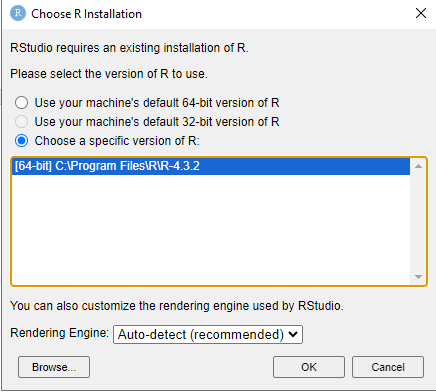 R Choose R Installation
RStudio requires an existing installation of R.
Please select the version of R to use.
Use your machine's default 64-bit version of R
Use your machine's default 32-bit version of R
Choose a specific version of R:
[64-bit] C:\Program Files\R\R-4.3.2
You can also customize the rendering engine used by RStudio.
Rendering Engine: Auto-detect (recommended)
Browse... OK Cancel